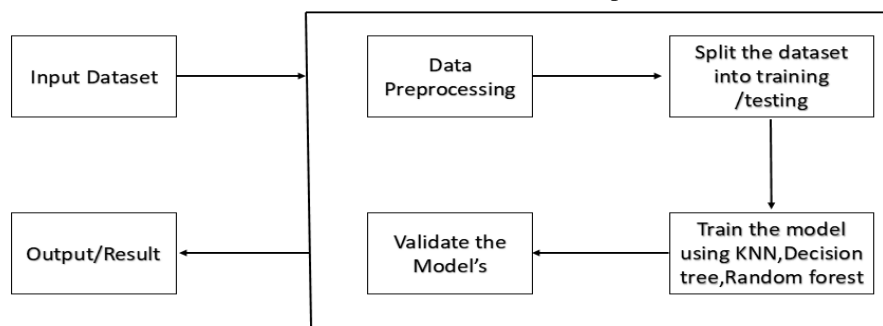 Input Dataset
Data
Preprocessing
Split the dataset
into training
/testing
Train the model
using KNN,Decision
tree,Random forest
Validate the
Model's
Output/Result